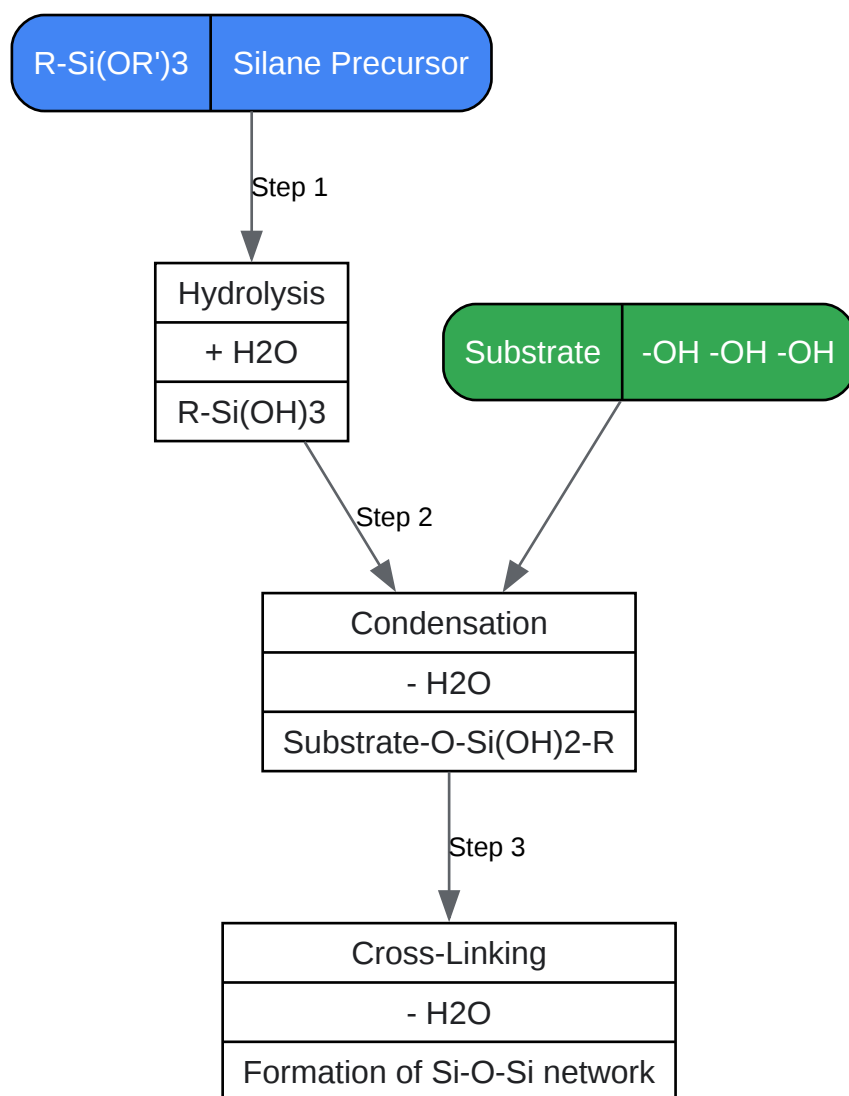 R-Si(OR')3 Silane Precursor
Step 1
Hydrolysis
+ H2O
R-Si(OH)3
Substrate -OH -OH -OH
Step 2
Condensation
- H2O
Substrate-O-Si(OH)2-R
Step 3
Cross-Linking
- H2O
Formation of Si-O-Si network